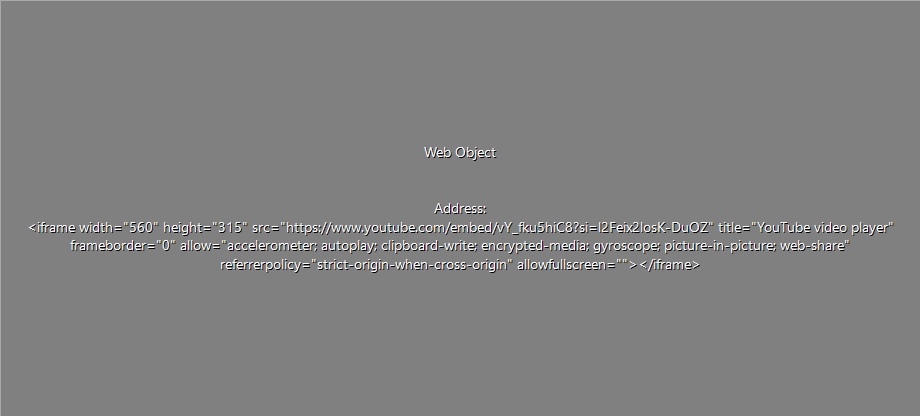 Web Object
Address:
<iframe width="560" height="315" src="https://www.youtube.com/embed/vY_fku5hiC8?si=l2Feix2losK-DuOZ" title="YouTube video player"
frameborder="0" allow="accelerometer; autoplay; clipboard-write; encrypted-media; gyroscope; picture-in-picture; web-share"
referrerpolicy="strict-origin-when-cross-origin" allowfullscreen=""></iframe>